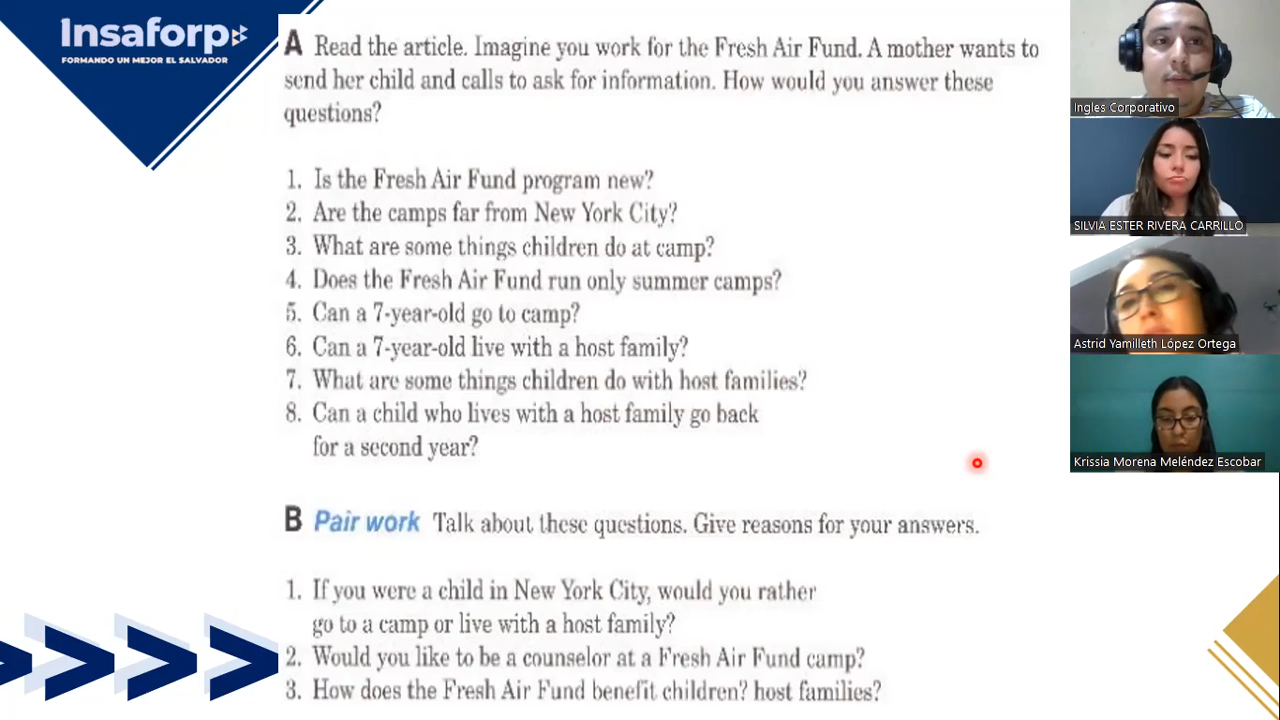 Insaforp
FORMANDO UN MEJOR EL SALVADOR
A Read the article. Imagine you work for the Fresh Air Fund. A mother wants to
send her child and calls to ask for information. How would you answer these
questions?
1. Is the Fresh Air Fund program new?
2. Are the camps far from New York City?
3. What are some things children do at camp?
4. Does the Fresh Air Fund run only summer camps?
5. Can a 7-year-old go to camp?
6. Can a 7-year-old live with a host family?
7. What are some things children do with host families?
8. Can a child who lives with a host family go back
for a second year?
B Pair work Talk about these questions. Give reasons for your answers.
1. If you were a child in New York City, would you rather
go to a camp or live with a host family?
2. Would you like to be a counselor at a Fresh Air Fund camp?
3. How does the Fresh Air Fund benefit children? host families?
Ingles Corporativo
SILVIA ESTER RIVERA CARRILLO
Astrid Yamilleth López Ortega
Krissia Morena Meléndez Escobar